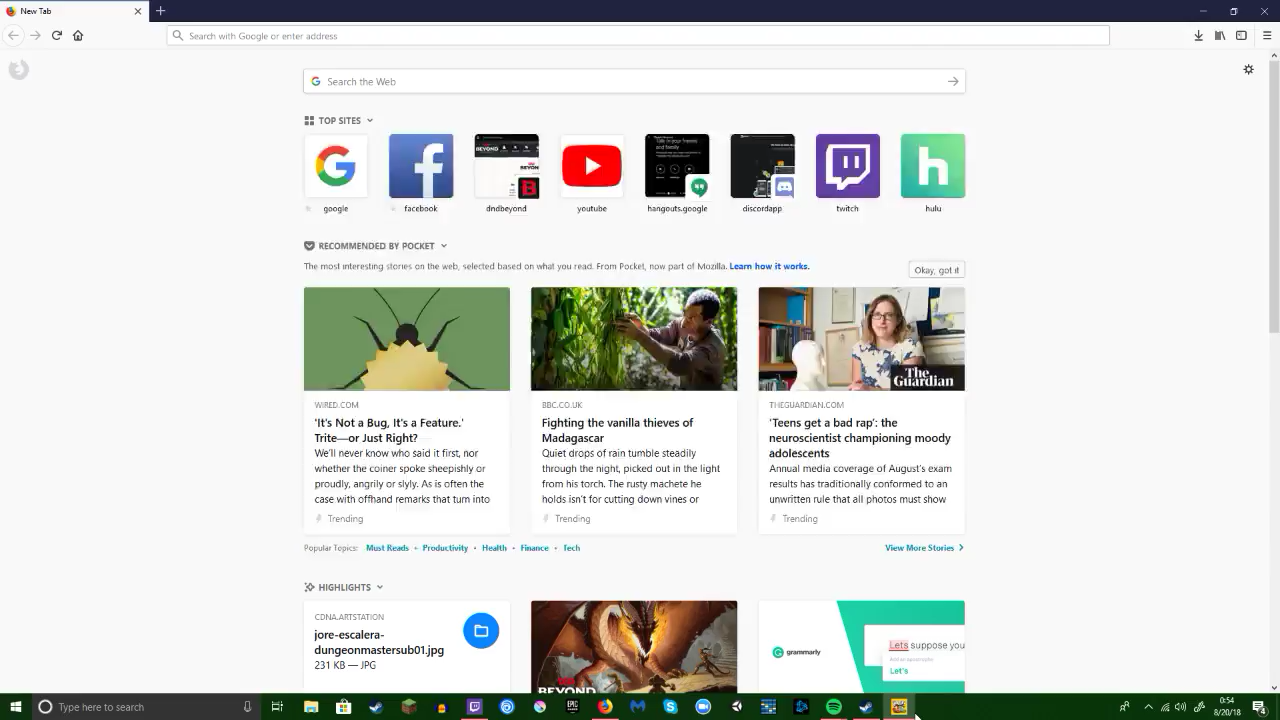 New Tab
Search with Google or enter address
Search the Web
TOP SITES
google
facebook
dndbeyond
youtube
hangouts.google
discordapp
twitch
hulu
RECOMMENDED BY POCKET
The most interesting stories on the web, selected based on what you read. From Pocket, now part of Mozilla. Learn how it works.
Okay, got it
The Guardian
WIRED.COM
'It's Not a Bug, It's a Feature.'
Trite—or Just Right?
We'll never know who said it first, nor
whether the coiner spoke sheepishly or
proudly, angrily or slyly. As is often the
case with offhand remarks that turn into
Trending
BBC.CO.UK
Fighting the vanilla thieves of
Madagascar
Quiet drops of rain tumble steadily
through the night, picked out in the light
from his torch. The rusty machete he
holds isn't for cutting down vines or
Trending
THEGUARDIAN.COM
'Teens get a bad rap': the
neuroscientist championing moody
adolescents
Annual media coverage of August's exam
results has traditionally conformed to an
unwritten rule that all photos must show
Trending
Popular Topics: Must Reads • Productivity • Health • Finance • Tech
View More Stories
HIGHLIGHTS
CDNA.ARTSTATION
jore-escalera-
dungeonmastersub01.jpg
231 KB — JPG
BEYOND
grammarly
Lets suppose you
Let's
Type here to search
0:54
8/20/18
4